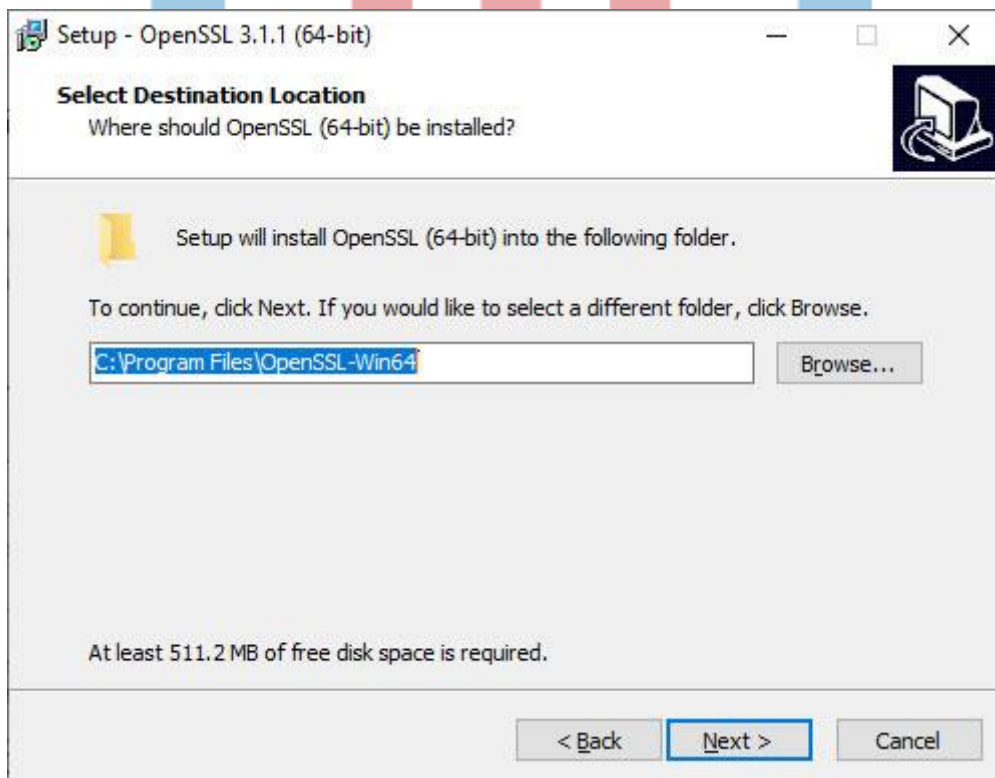 Setup - OpenSSL 3.1.1 (64-bit)
Select Destination Location
Where should OpenSSL (64-bit) be installed?
Setup will install OpenSSL (64-bit) into the following folder.
To continue, click Next. If you would like to select a different folder, click Browse.
C:\Program Files\OpenSSL-Win64
Browse...
At least 511.2 MB of free disk space is required.
< Back
Next >
Cancel